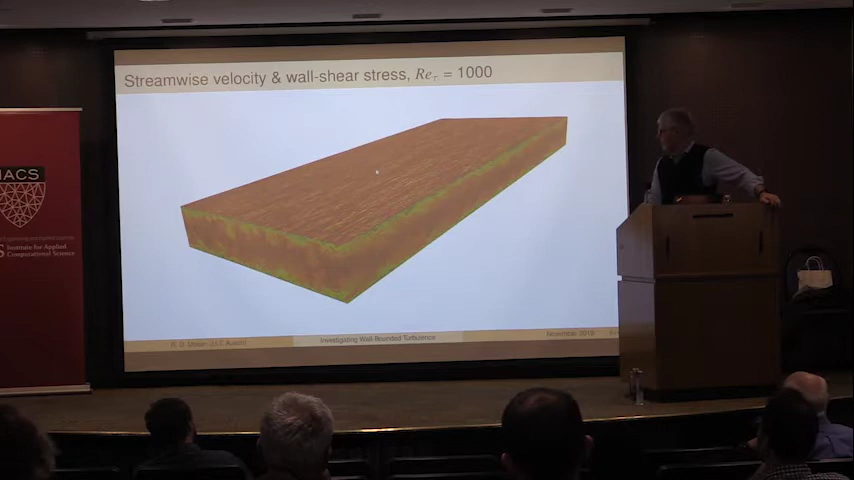 Streamwise velocity & wall-shear stress, Reτ = 1000
IACS
Institute for Applied
Computational Science
Investigating Wall-Bounded Turbulence
November 2018